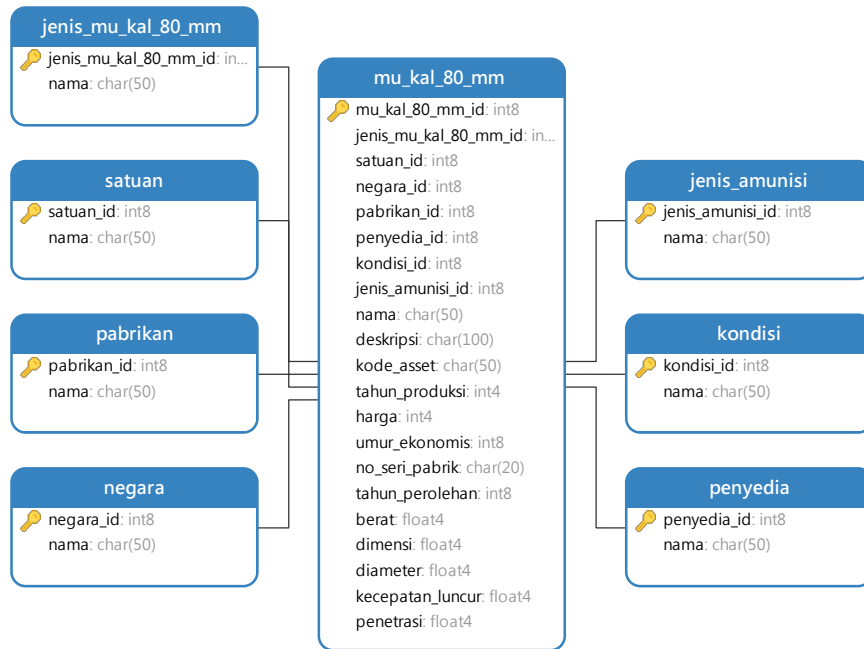 jenis_mu_kal_80_mm
jenis_mu_kal_80_mm_id: in...
nama: char(50)
satuan
satuan_id: int8
nama: char(50)
pabrikan
pabrikan_id: int8
nama: char(50)
negara
negara_id: int8
nama: char(50)
mu_kal_80_mm
mu_kal_80_mm_id: int8
jenis_mu_kal_80_mm_id: in...
satuan_id: int8
negara_id: int8
pabrikan_id: int8
penyedia_id: int8
kondisi_id: int8
jenis_amunisi_id: int8
nama: char(50)
deskripsi: char(100)
kode_asset: char(50)
tahun_produksi: int4
harga: int4
umur_ekonomis: int8
no_seri_pabrik: char(20)
tahun_perolehan: int8
berat: float4
dimensi: float4
diameter: float4
kecepatan_luncur: float4
penetrasi: float4
jenis_amunisi
jenis_amunisi_id: int8
nama: char(50)
kondisi
kondisi_id: int8
nama: char(50)
penyedia
penyedia_id: int8
nama: char(50)